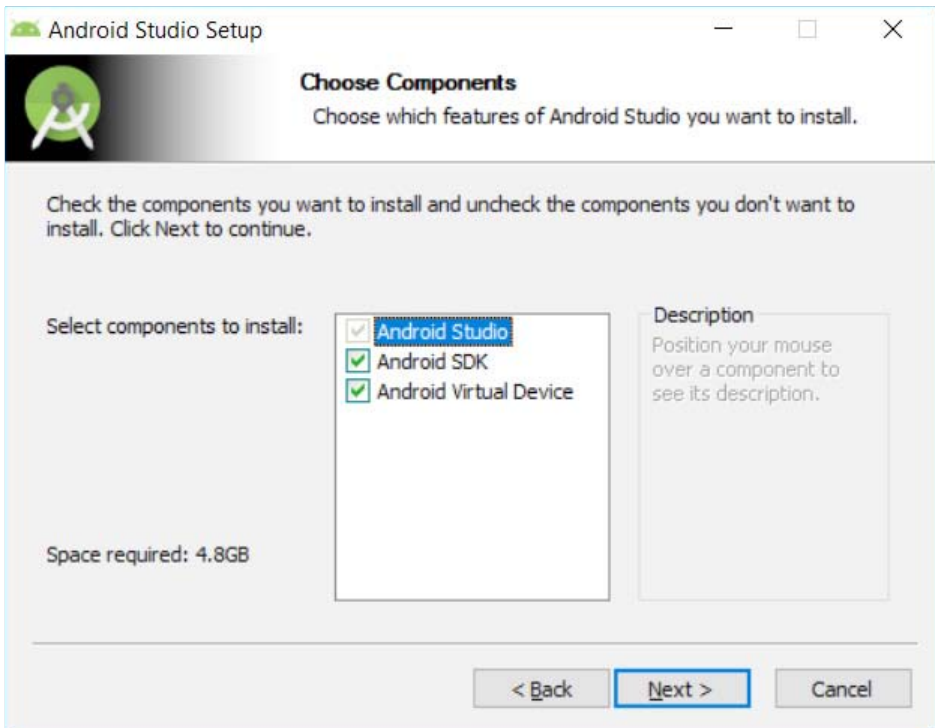 Android Studio Setup
Choose Components
Choose which features of Android Studio you want to install.
Check the components you want to install and uncheck the components you don't want to
install. Click Next to continue.
Select components to install:
Android Studio
Android SDK
Android Virtual Device
Description
Position your mouse
over a component to
see its description.
Space required: 4.8GB
< Back
Next >
Cancel